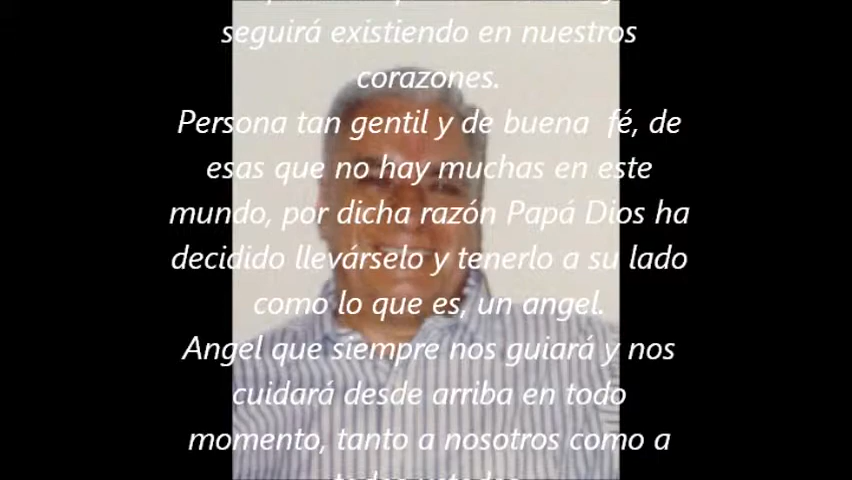 seguirá existiendo en nuestros
corazones.
Persona tan gentil y de buena  fé, de
esas que no hay muchas en este
mundo, por dicha razón Papá Dios ha
decidido llevárselo y tenerlo a su lado
como lo que es, un angel.
Angel que siempre nos guiará y nos
cuidará desde arriba en todo
momento, tanto a nosotros como a